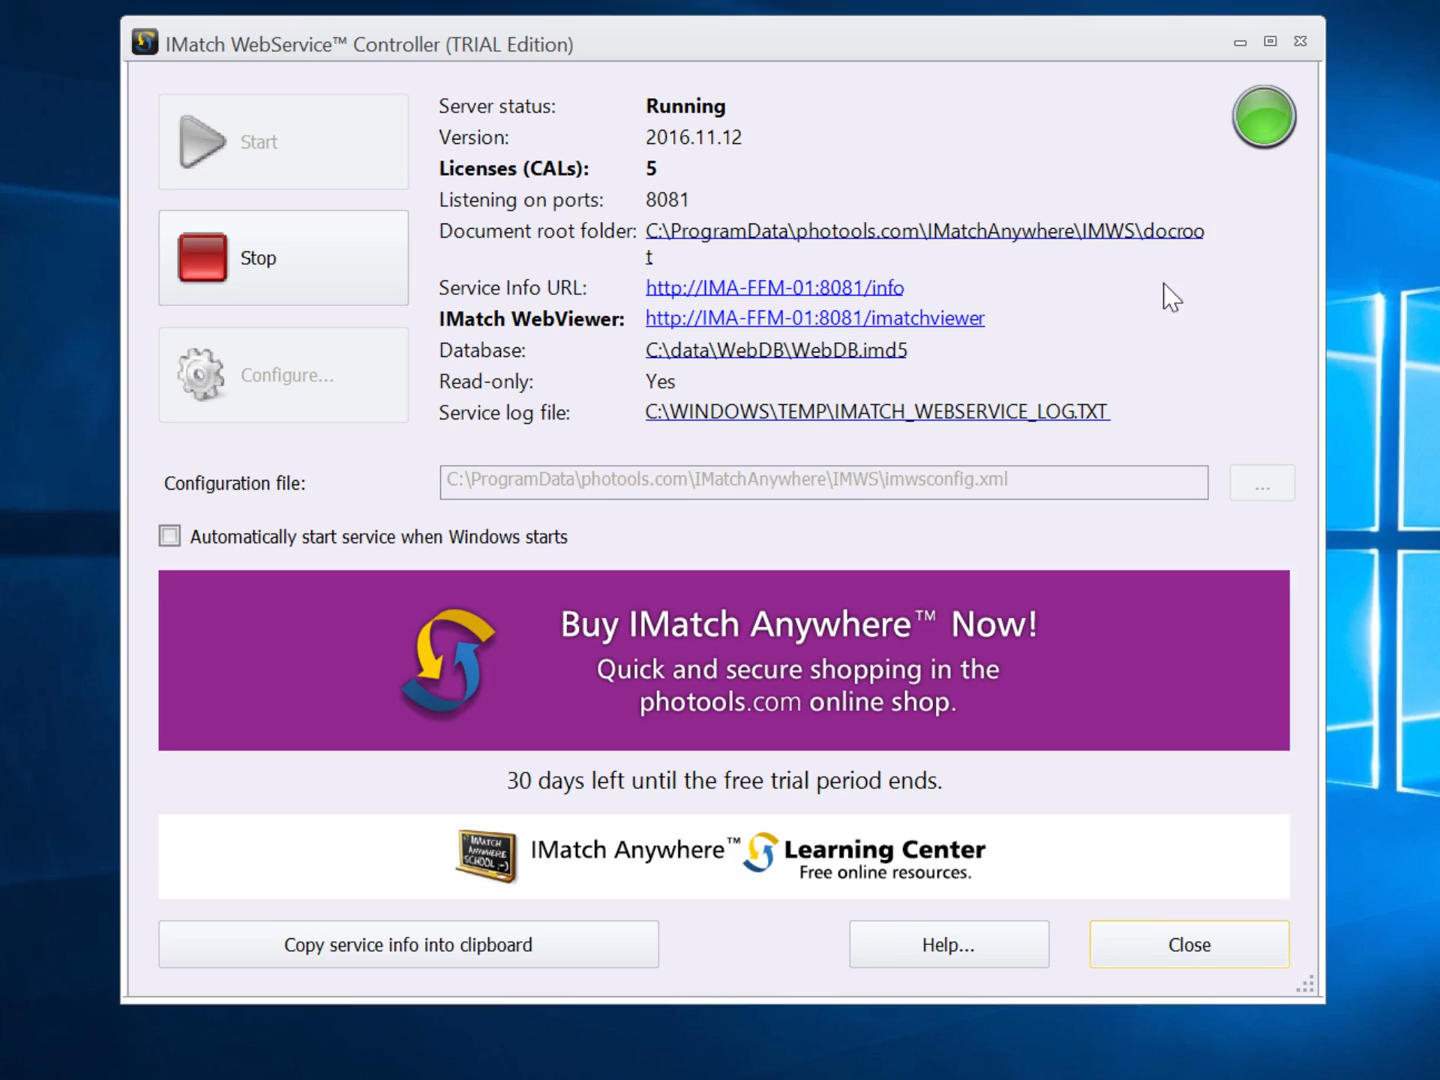 IMatch WebService™ Controller (TRIAL Edition)
Start
Stop
Configure...
Server status: Running
Version: 2016.11.12
Licenses (CALs): 5
Listening on ports: 8081
Document root folder: C:\ProgramData\photools.com\IMatchAnywhere\IMWS\docroo
t
Service Info URL: http://IMA-FFM-01:8081/info
IMatch WebViewer: http://IMA-FFM-01:8081/imatchviewer
Database: C:\data\WebDB\WebDB.imd5
Read-only: Yes
Service log file: C:\WINDOWS\TEMP\IMATCH_WEBSERVICE_LOG.TXT
Configuration file: C:\ProgramData\photools.com\IMatchAnywhere\IMWS\imwsconfig.xml ...
Automatically start service when Windows starts
Buy IMatch Anywhere™ Now!
Quick and secure shopping in the
photools.com online shop.
30 days left until the free trial period ends.
IMATCH
ANYWHERE
SCHOOL :-)
IMatch Anywhere™ Learning Center
Free online resources.
Copy service info into clipboard
Help...
Close